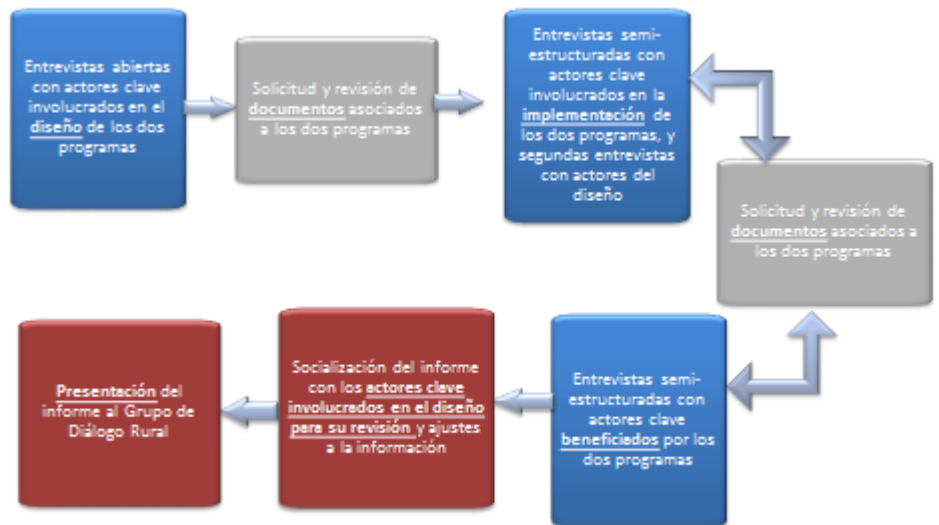 Entrevistas abiertas
con actores clave
involucrados en el
diseño de los dos
programas
Solicitud y revisión de
documentos asociados
a los dos programas
Entrevistas semi-
estructuradas con
actores clave
involucrados en la
implementación de
los dos programas, y
segundas entrevistas
con actores del
diseño
Solicitud y revisión de
documentos asociados a
los dos programas
Entrevistas semi-
estructuradas con
actores clave
beneficiados por los
dos programas
Socialización del informe
con los actores clave
involucrados en el diseño
para su revisión y ajustes
a la información
Presentación del
informe al Grupo de
Diálogo Rural